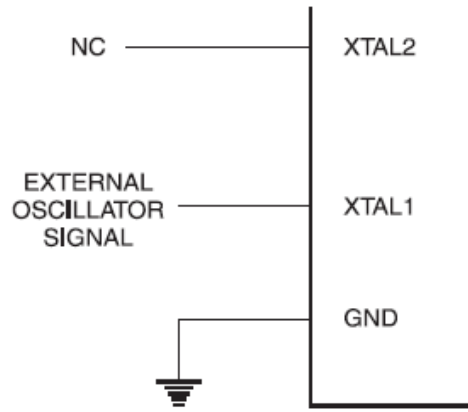 NC
XTAL2
EXTERNAL
OSCILLATOR
SIGNAL
XTAL1
GND